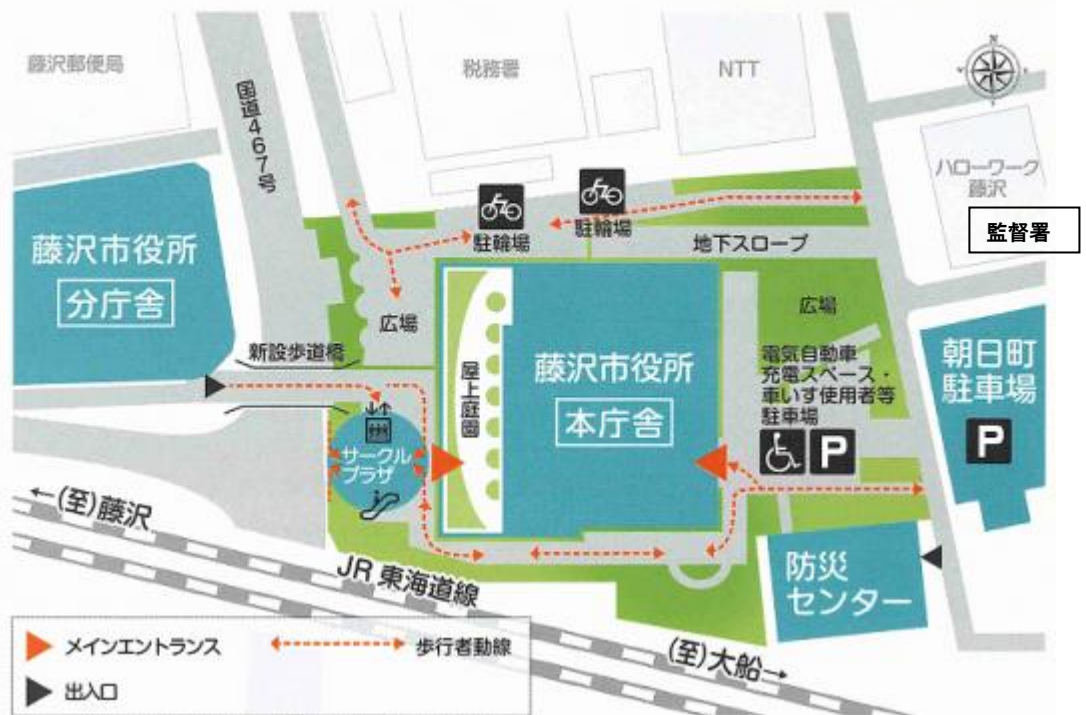 藤沢郵便局
国道467号
税務署
NTT
N
ハローワーク
藤沢
監督署
藤沢市役所
分庁舎
駐輪場
駐輪場
地下スロープ
広場
広場
新設歩道橋
屋上庭園
藤沢市役所
本庁舎
電気自動車
充電スペース・
車いす使用者等
駐車場
P
朝日町
駐車場
P
サークル
プラザ
←(至)藤沢
JR 東海道線
防災
センター
(至)大船→
メインエントランス
歩行者動線
出入口